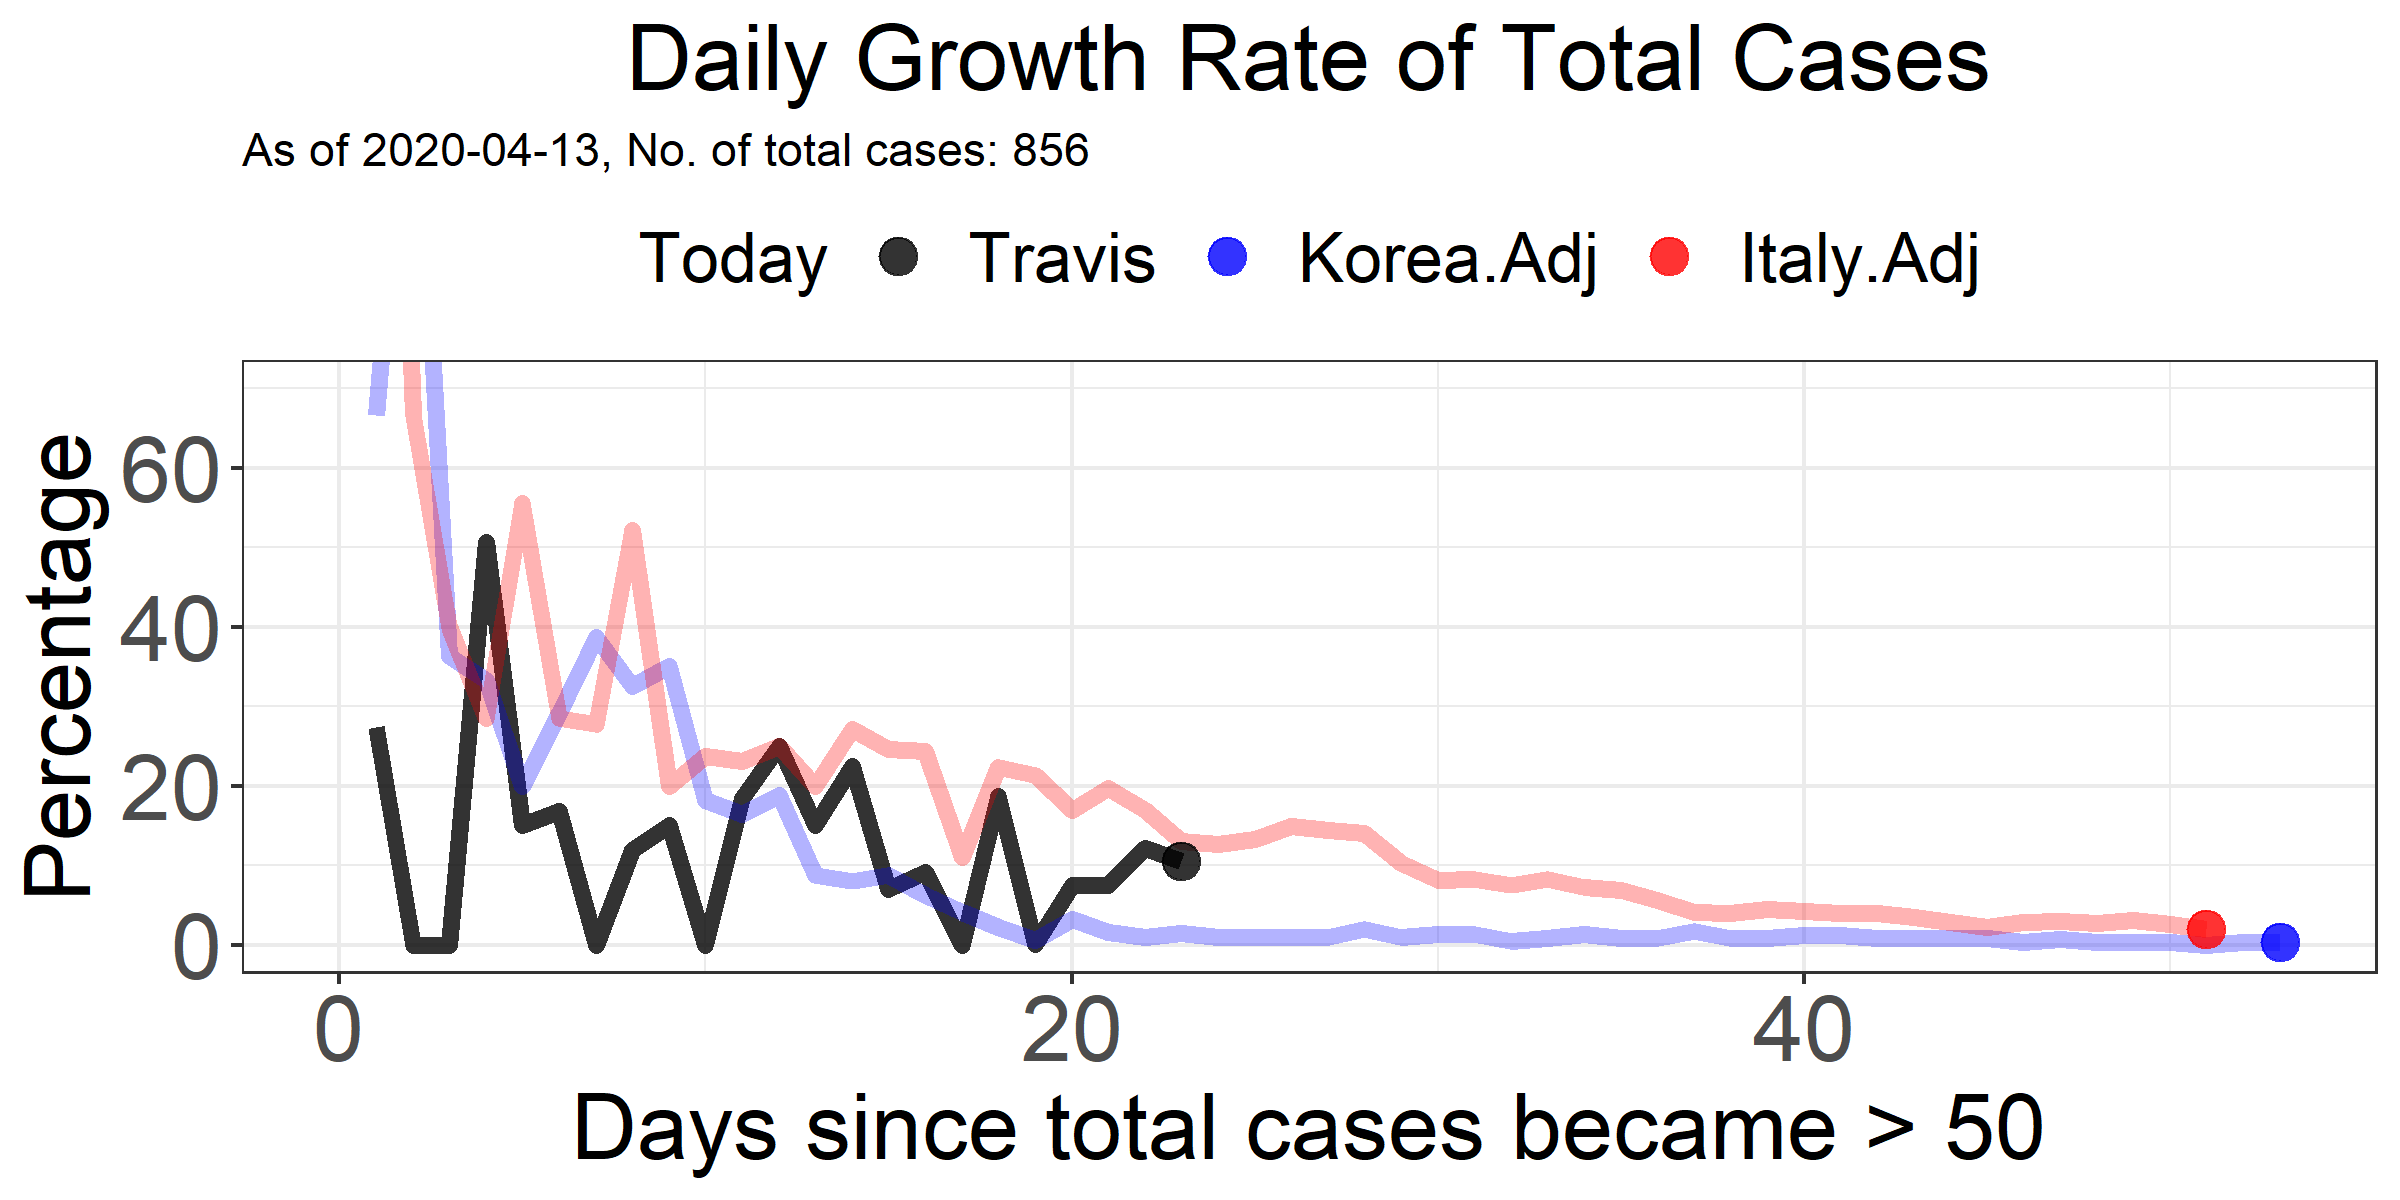 Daily Growth Rate of Total Cases
As of 2020-04-13, No. of total cases: 856
Today Travis Korea.Adj Italy.Adj
Percentage
60
40
20
0
0 20 40
Days since total cases became > 50